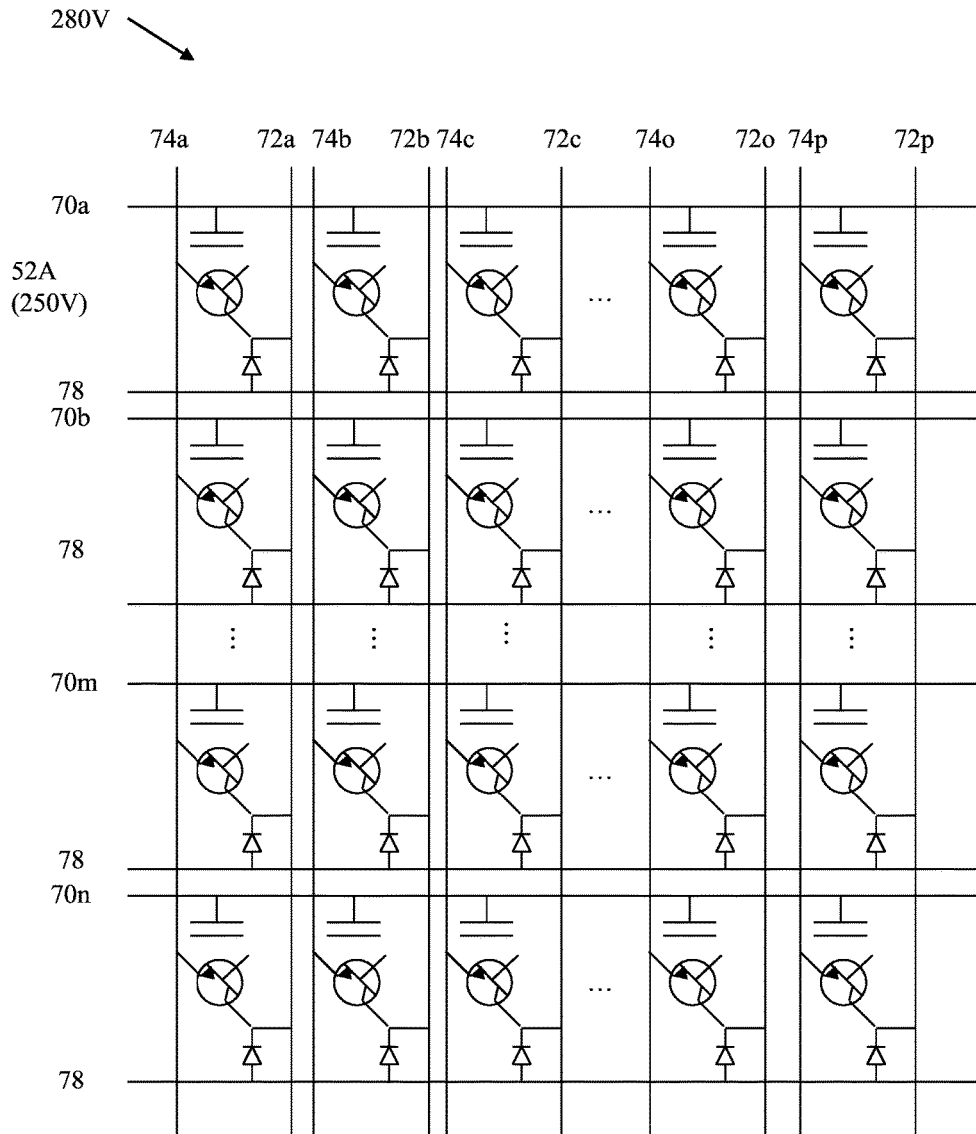 280V
74a 72a 74b 72b 74c 72c 74o 72o 74p 72p
70a
52A
(250V)
...
78
70b
...
78
⋮ ⋮ ⋮ ⋮ ⋮
70m
...
78
70n
...
78